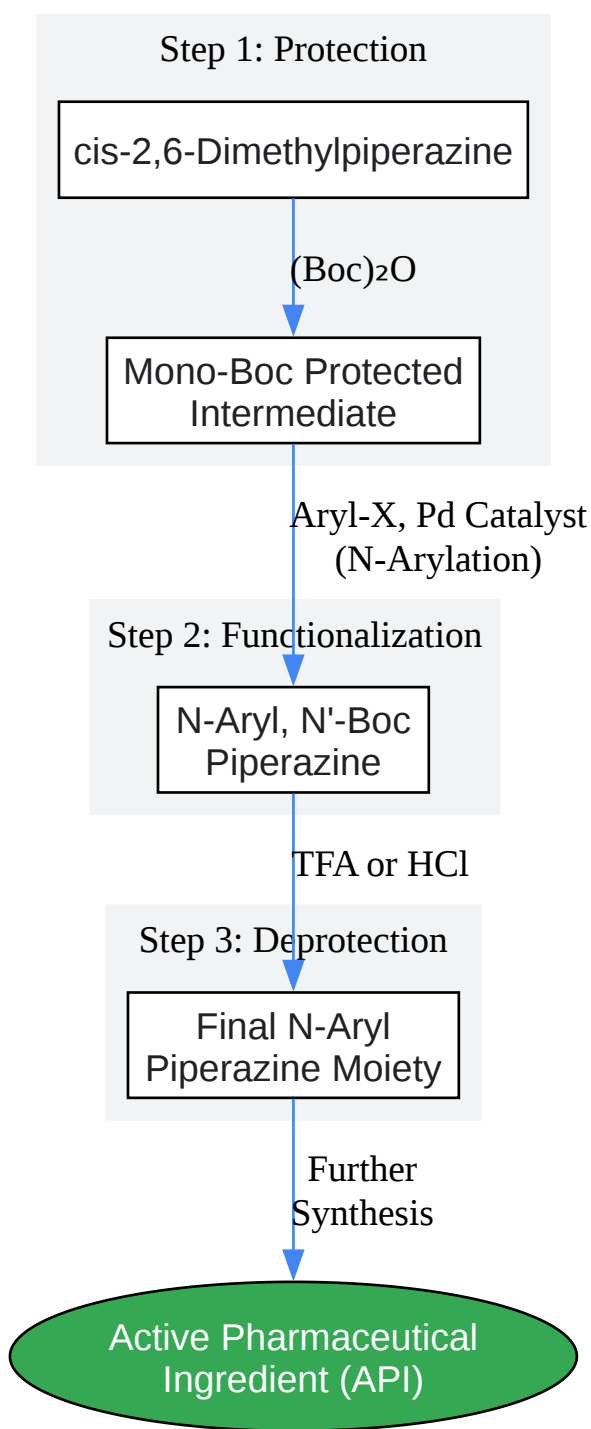 Step 1: Protection
cis-2,6-Dimethylpiperazine
(Boc)₂O
Mono-Boc Protected
Intermediate
Aryl-X, Pd Catalyst
(N-Arylation)
Step 2: Functionalization
N-Aryl, N'-Boc
Piperazine
TFA or HCl
Step 3: Deprotection
Final N-Aryl
Piperazine Moiety
Further
Synthesis
Active Pharmaceutical
Ingredient (API)